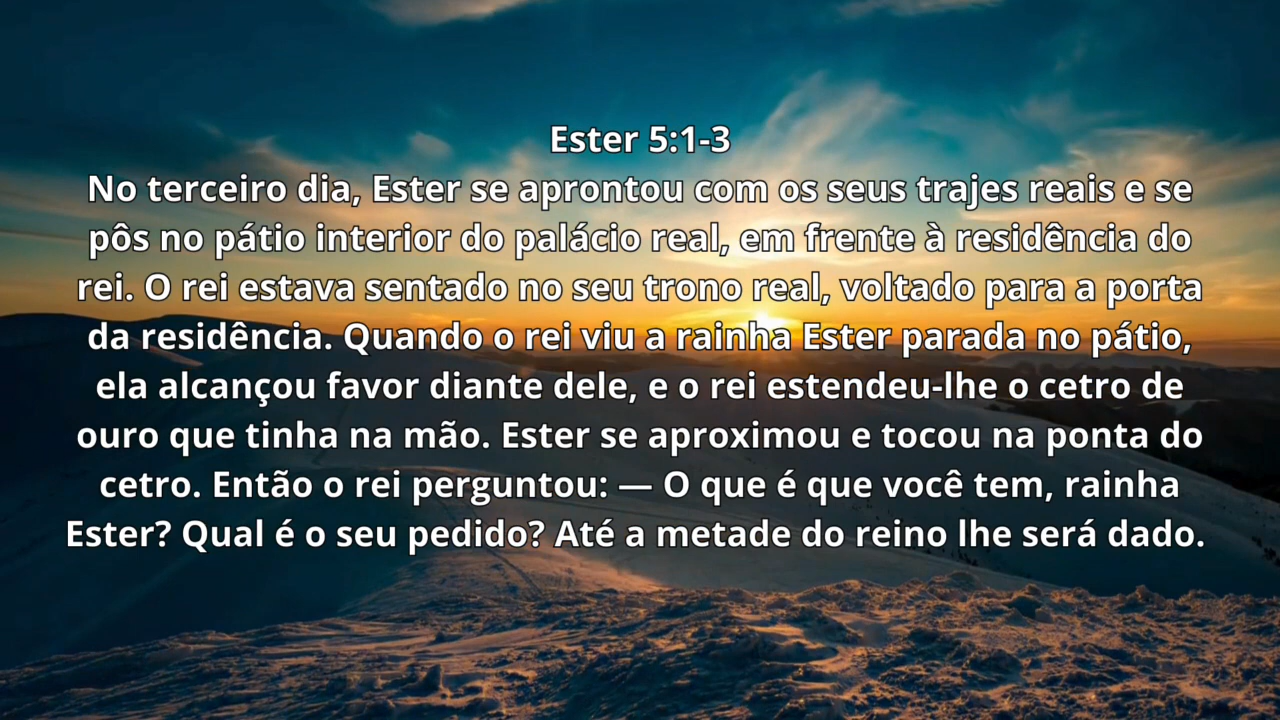 Ester 5:1-3
No terceiro dia, Ester se aprontou com os seus trajes reais e se
pôs no pátio interior do palácio real, em frente à residência do
rei. O rei estava sentado no seu trono real, voltado para a porta
da residência. Quando o rei viu a rainha Ester parada no pátio,
ela alcançou favor diante dele, e o rei estendeu-lhe o cetro de
ouro que tinha na mão. Ester se aproximou e tocou na ponta do
cetro. Então o rei perguntou: — O que é que você tem, rainha
Ester? Qual é o seu pedido? Até a metade do reino lhe será dado.